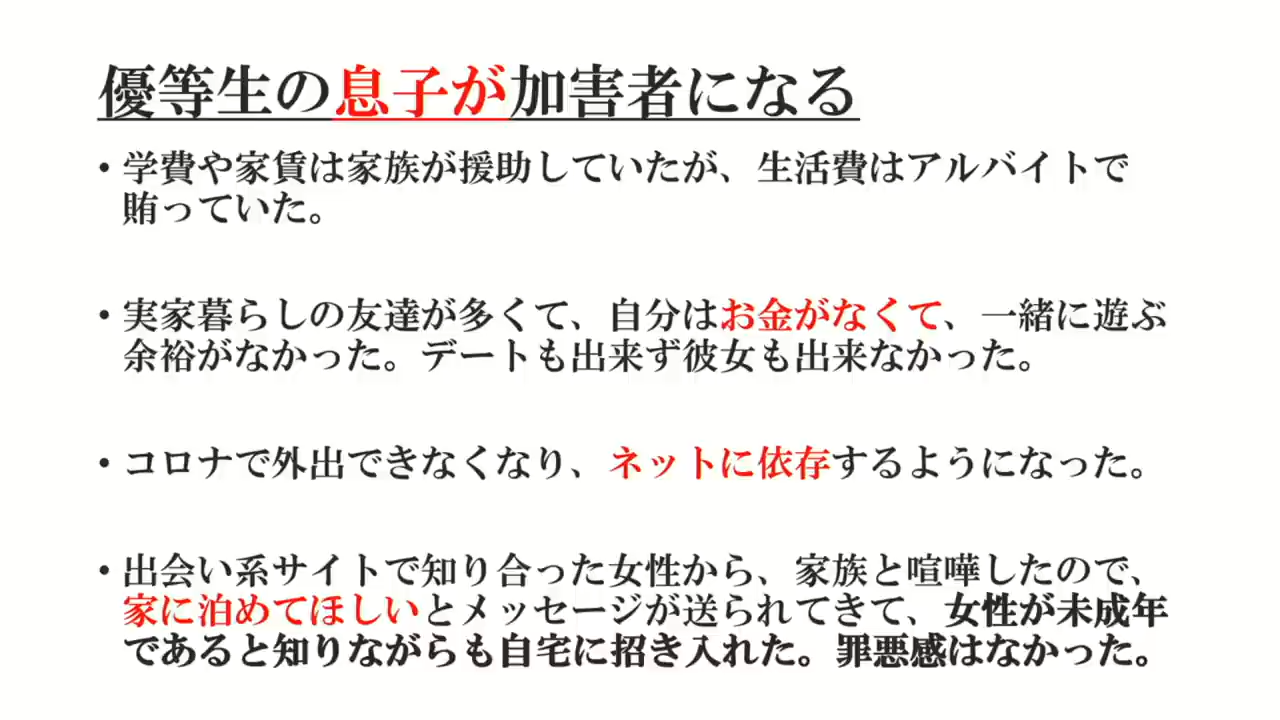 優等生の息子が加害者になる
・学費や家賃は家族が援助していたが、生活費はアルバイトで
賄っていた。
・実家暮らしの友達が多くて、自分はお金がなくて、一緒に遊ぶ
余裕がなかった。デートも出来ず彼女も出来なかった。
・コロナで外出できなくなり、ネットに依存するようになった。
・出会い系サイトで知り合った女性から、家族と喧嘩したので、
家に泊めてほしいとメッセージが送られてきて、女性が未成年
であると知りながらも自宅に招き入れた。罪悪感はなかった。